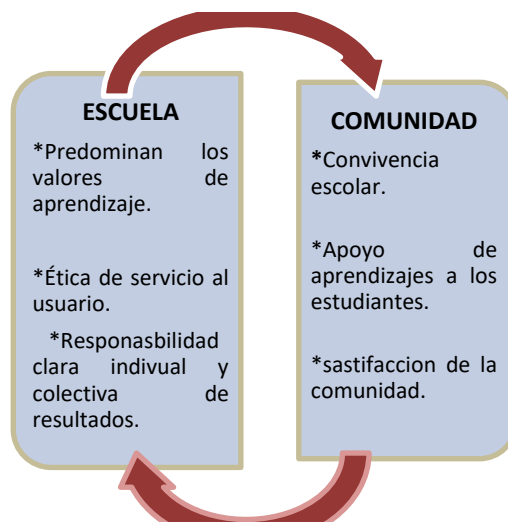 ESCUELA
*Predominan los
valores de
aprendizaje.
*Ética de servicio al
usuario.
*Responasbilidad
clara indivual y
colectiva de
resultados.
COMUNIDAD
*Convivencia
escolar.
*Apoyo de
aprendizajes a los
estudiantes.
*sastifaccion de la
comunidad.